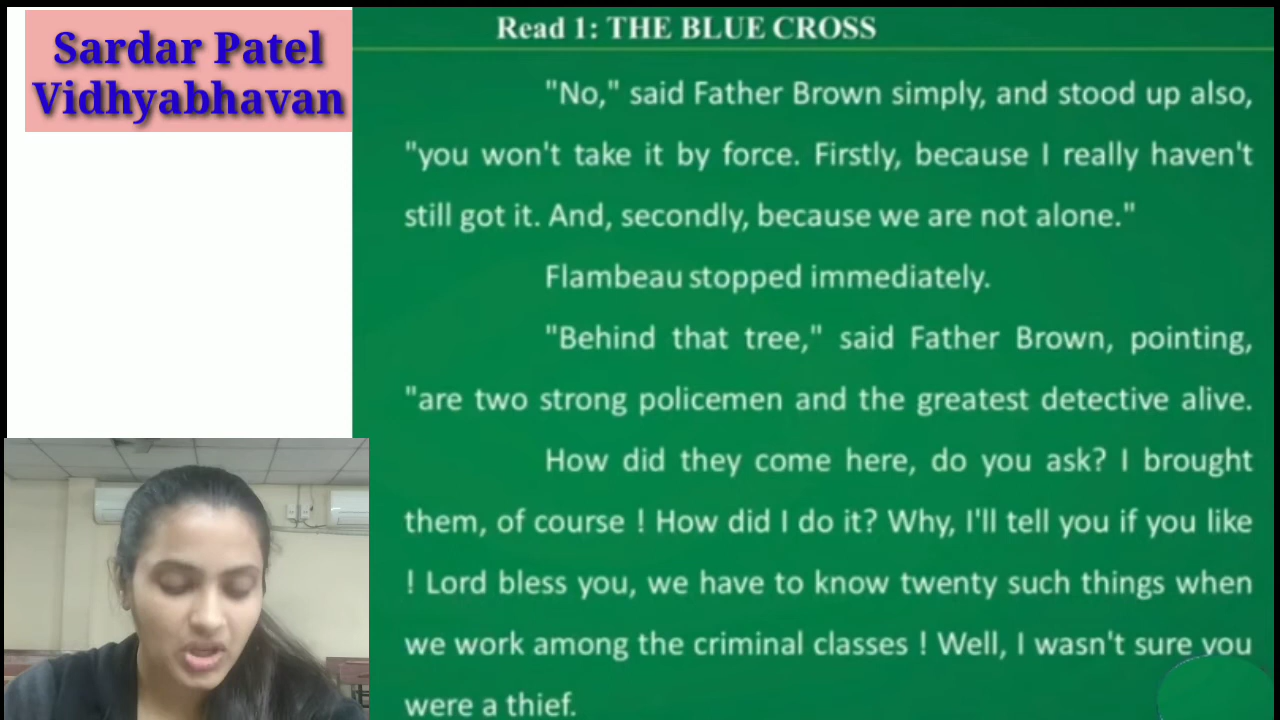 Sardar Patel
Vidhyabhavan
Read 1: THE BLUE CROSS
"No," said Father Brown simply, and stood up also,
"you won't take it by force. Firstly, because I really haven't
still got it. And, secondly, because we are not alone."
Flambeau stopped immediately.
"Behind that tree," said Father Brown, pointing,
"are two strong policemen and the greatest detective alive.
How did they come here, do you ask? I brought
them, of course ! How did I do it? Why, I'll tell you if you like
! Lord bless you, we have to know twenty such things when
we work among the criminal classes ! Well, I wasn't sure you
were a thief.